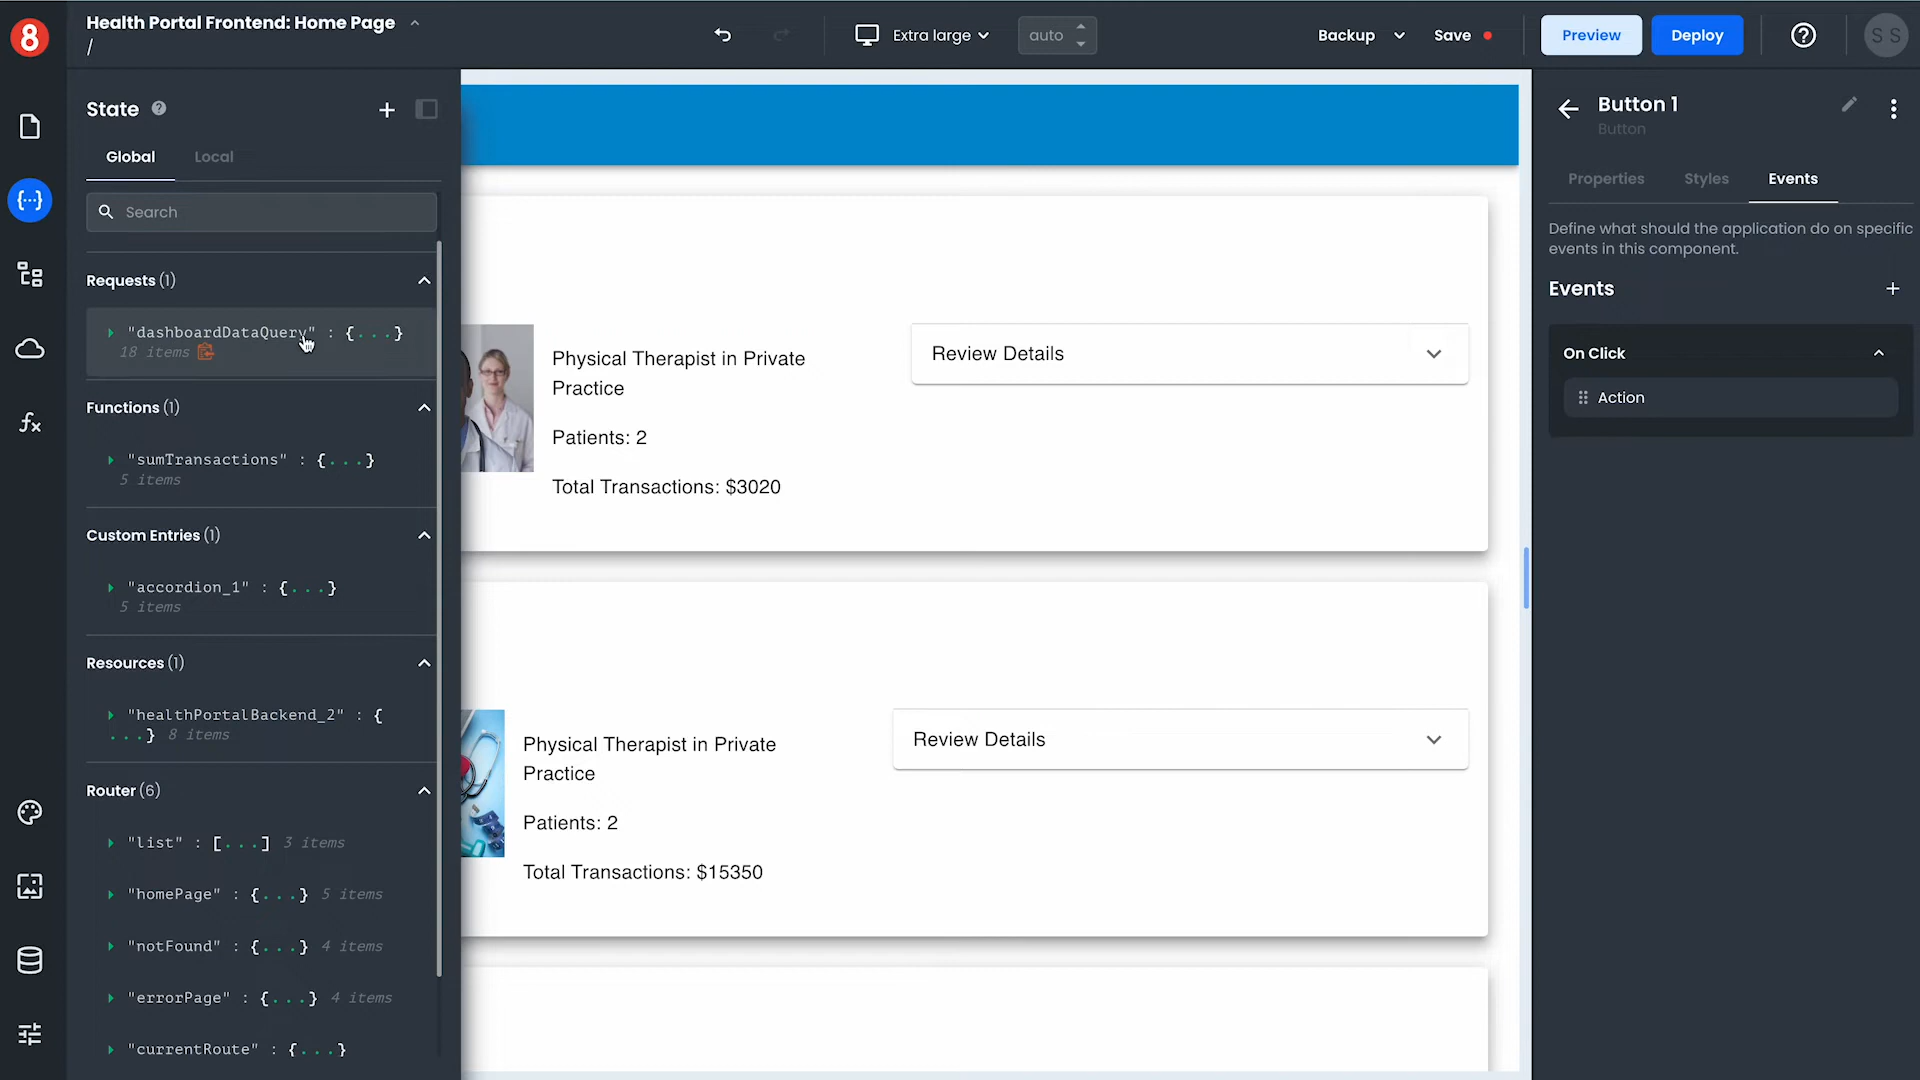 8
Health Portal Frontend: Home Page
/
Extra large
auto
Backup
Save
Preview
Deploy
?
S S
State ?
Global
Local
Search
Requests (1)
"dashboardDataQuery" : {...}
18 items
Functions (1)
"sumTransactions" : {...}
5 items
Custom Entries (1)
"accordion_1" : {...}
5 items
Resources (1)
"healthPortalBackend_2" : {
...} 8 items
Router (6)
"list" : [...] 3 items
"homePage" : {...} 5 items
"notFound" : {...} 4 items
"errorPage" : {...} 4 items
"currentRoute" : {...}
Physical Therapist in Private
Practice
Patients: 2
Total Transactions: $3020
Review Details
Physical Therapist in Private
Practice
Patients: 2
Total Transactions: $15350
Review Details
Button 1
Button
Properties
Styles
Events
Define what should the application do on specific
events in this component.
Events
On Click
Action